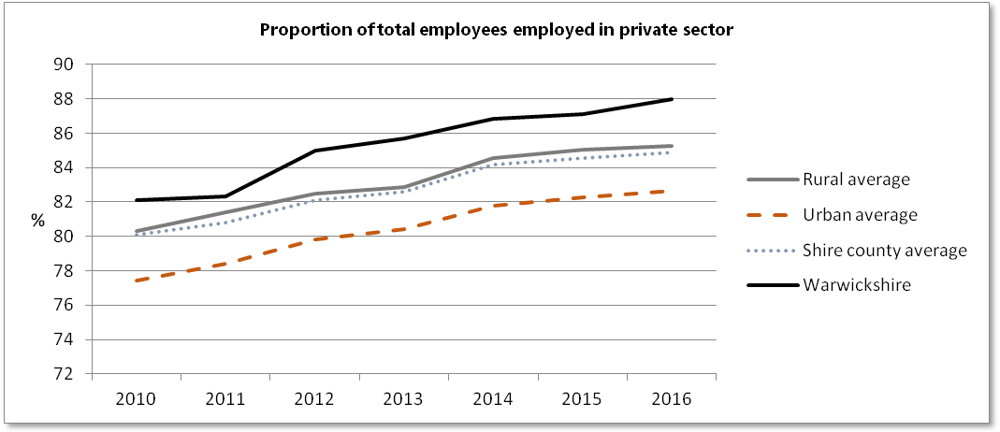 Proportion of total employees employed in private sector
90
88
86
84
82
80
78
76
74
72
%
2010 2011 2012 2013 2014 2015 2016
Rural average
Urban average
Shire county average
Warwickshire